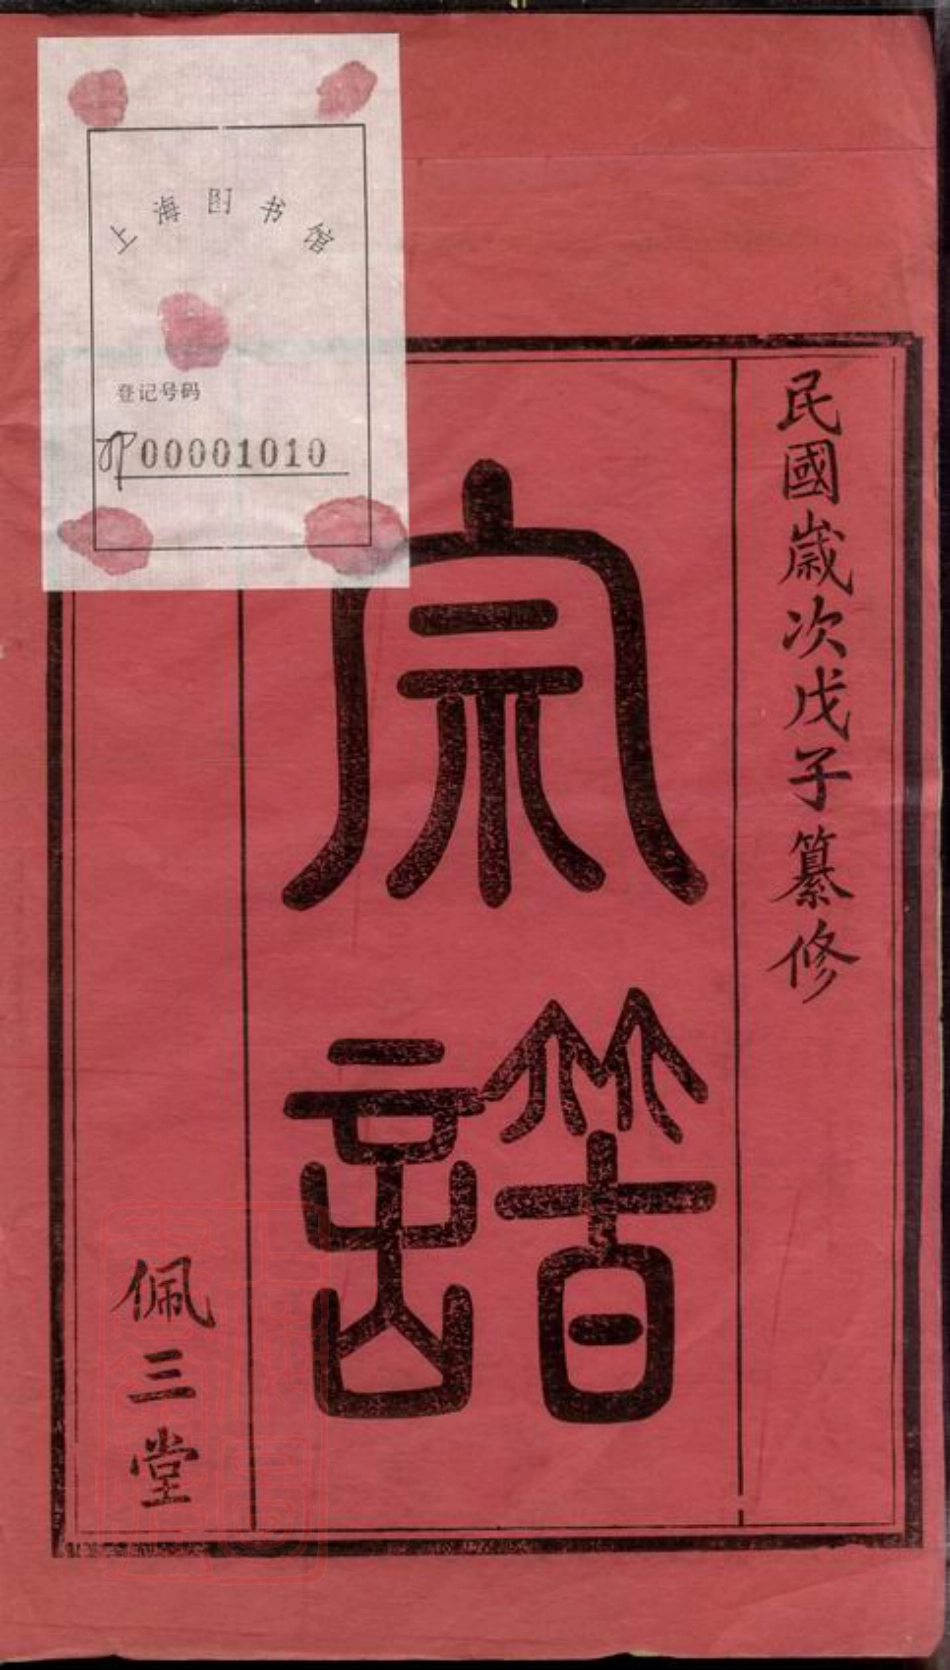 上海图书馆
登记号码
00001010
民國歲次戊子纂修
宗譜
佩三堂